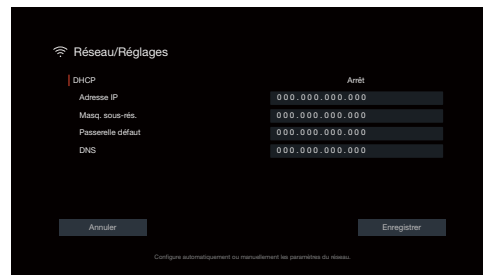 Réseau/Réglages
DHCP Arrêt
Adresse IP 000.000.000.000
Masq. sous-rés. 000.000.000.000
Passerelle défaut 000.000.000.000
DNS 000.000.000.000
Annuler Enregistrer
Configure automatiquement ou manuellement les paramètres du réseau.